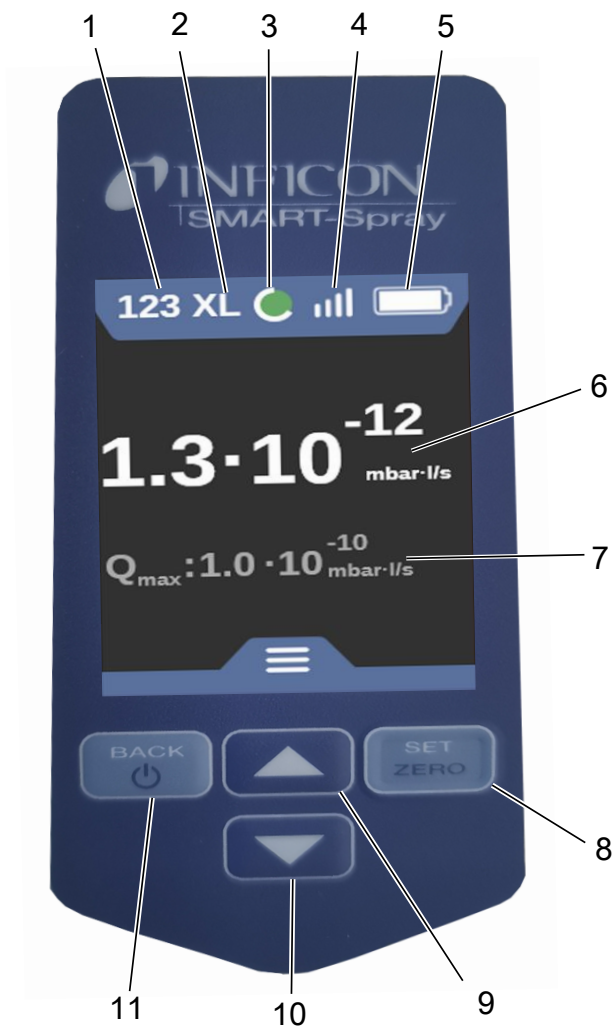 1 2 3 4 5
INFICON
SMART-Spray
123 XL
1.3·10-12 mbar·l/s
6
Qmax:1.0·10-10 mbar·l/s
7
BACK
SET
ZERO
8
9
10
11